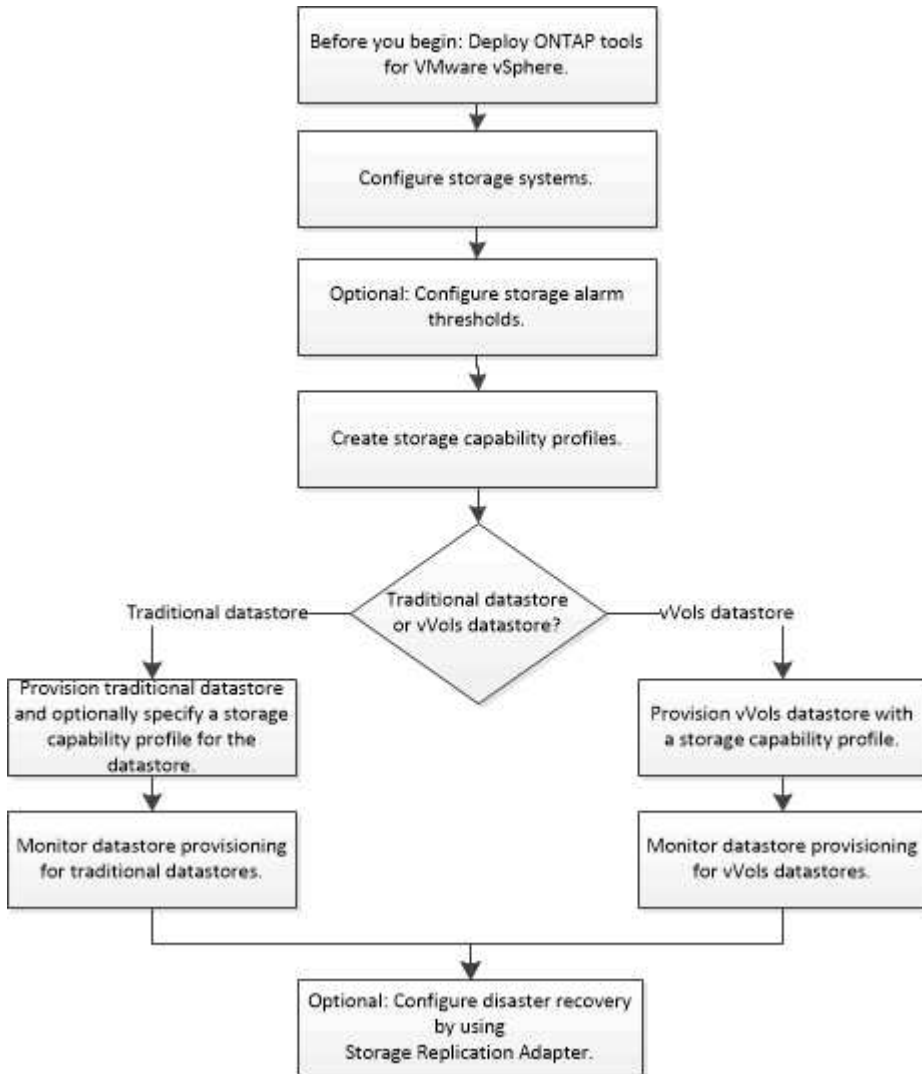 Before you begin: Deploy ONTAP tools
for VMware vSphere.
Configure storage systems.
Optional: Configure storage alarm
thresholds.
Create storage capability profiles.
Traditional datastore
or vVols datastore?
Traditional datastore
vVols datastore
Provision traditional datastore
and optionally specify a storage
capability profile for the
datastore.
Provision vVols datastore with
a storage capability profile.
Monitor datastore provisioning
for traditional datastores.
Monitor datastore provisioning
for vVols datastores.
Optional: Configure disaster recovery
by using
Storage Replication Adapter.